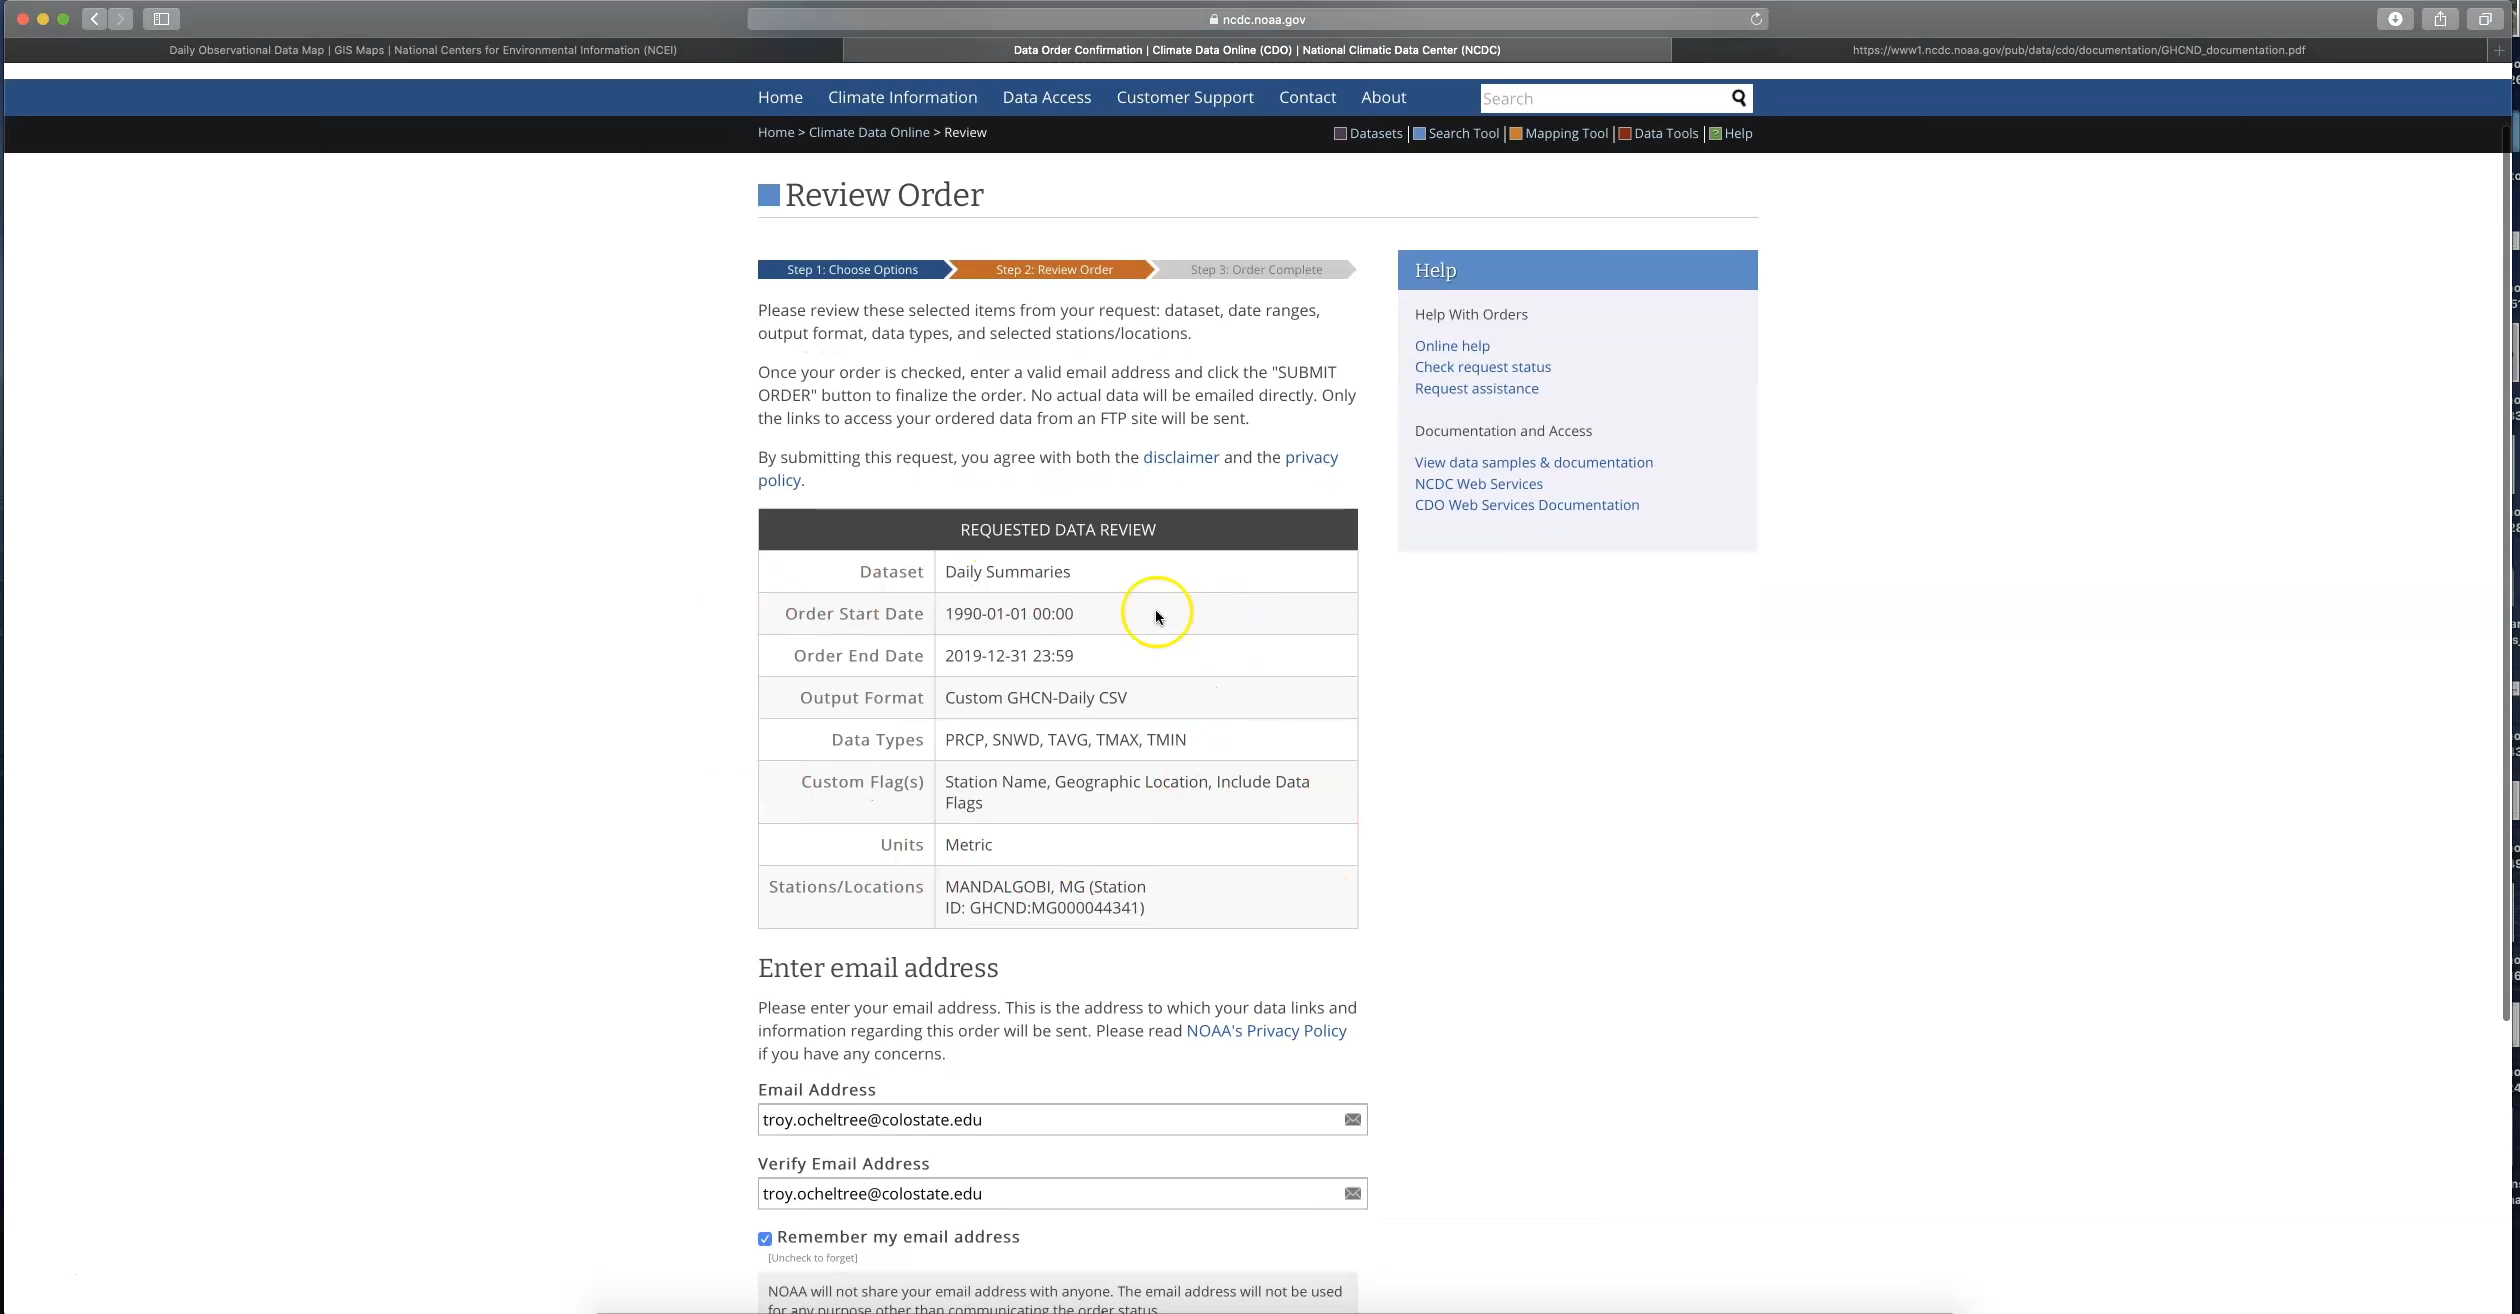 ncdc.noaa.gov
Daily Observational Data Map | GIS Maps | National Centers for Environmental Information (NCEI)
Data Order Confirmation | Climate Data Online (CDO) | National Climatic Data Center (NCDC)
https://www1.ncdc.noaa.gov/pub/data/cdo/documentation/GHCND_documentation.pdf
Home Climate Information Data Access Customer Support Contact About Search
Home > Climate Data Online > Review
Datasets | Search Tool | Mapping Tool | Data Tools | Help
Review Order
Step 1: Choose Options Step 2: Review Order Step 3: Order Complete
Please review these selected items from your request: dataset, date ranges,
output format, data types, and selected stations/locations.
Once your order is checked, enter a valid email address and click the "SUBMIT
ORDER" button to finalize the order. No actual data will be emailed directly. Only
the links to access your ordered data from an FTP site will be sent.
By submitting this request, you agree with both the disclaimer and the privacy
policy.
REQUESTED DATA REVIEW
Dataset Daily Summaries
Order Start Date 1990-01-01 00:00
Order End Date 2019-12-31 23:59
Output Format Custom GHCN-Daily CSV
Data Types PRCP, SNWD, TAVG, TMAX, TMIN
Custom Flag(s) Station Name, Geographic Location, Include Data
Flags
Units Metric
Stations/Locations MANDALGOBI, MG (Station
ID: GHCND:MG000044341)
Enter email address
Please enter your email address. This is the address to which your data links and
information regarding this order will be sent. Please read NOAA's Privacy Policy
if you have any concerns.
Email Address
troy.ocheltree@colostate.edu
Verify Email Address
troy.ocheltree@colostate.edu
Remember my email address
[Uncheck to forget]
NOAA will not share your email address with anyone. The email address will not be used
for any purpose other than communicating the order status.
Help
Help With Orders
Online help
Check request status
Request assistance
Documentation and Access
View data samples & documentation
NCDC Web Services
CDO Web Services Documentation